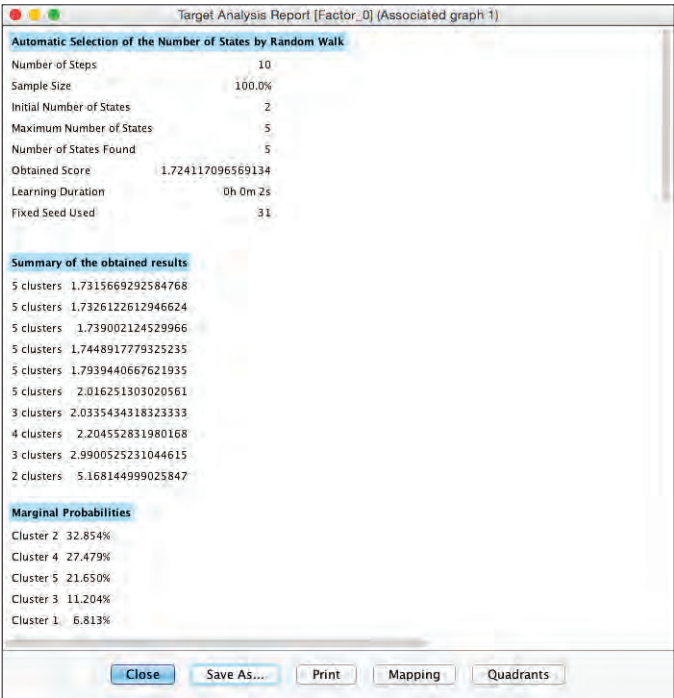 Target Analysis Report [Factor_0] (Associated graph 1)
Automatic Selection of the Number of States by Random Walk
Number of Steps 10
Sample Size 100.0%
Initial Number of States 2
Maximum Number of States 5
Number of States Found 5
Obtained Score 1.724117096569134
Learning Duration 0h 0m 2s
Fixed Seed Used 31
Summary of the obtained results
5 clusters 1.7315669292584768
5 clusters 1.7326122612946624
5 clusters 1.739002124529966
5 clusters 1.7448917779325235
5 clusters 1.7939440667621935
5 clusters 2.016251303020561
3 clusters 2.0335434318323333
4 clusters 2.204552831980168
3 clusters 2.9900525231044615
2 clusters 5.168144999025847
Marginal Probabilities
Cluster 2 32.854%
Cluster 4 27.479%
Cluster 5 21.650%
Cluster 3 11.204%
Cluster 1 6.813%
Close Save As... Print Mapping Quadrants